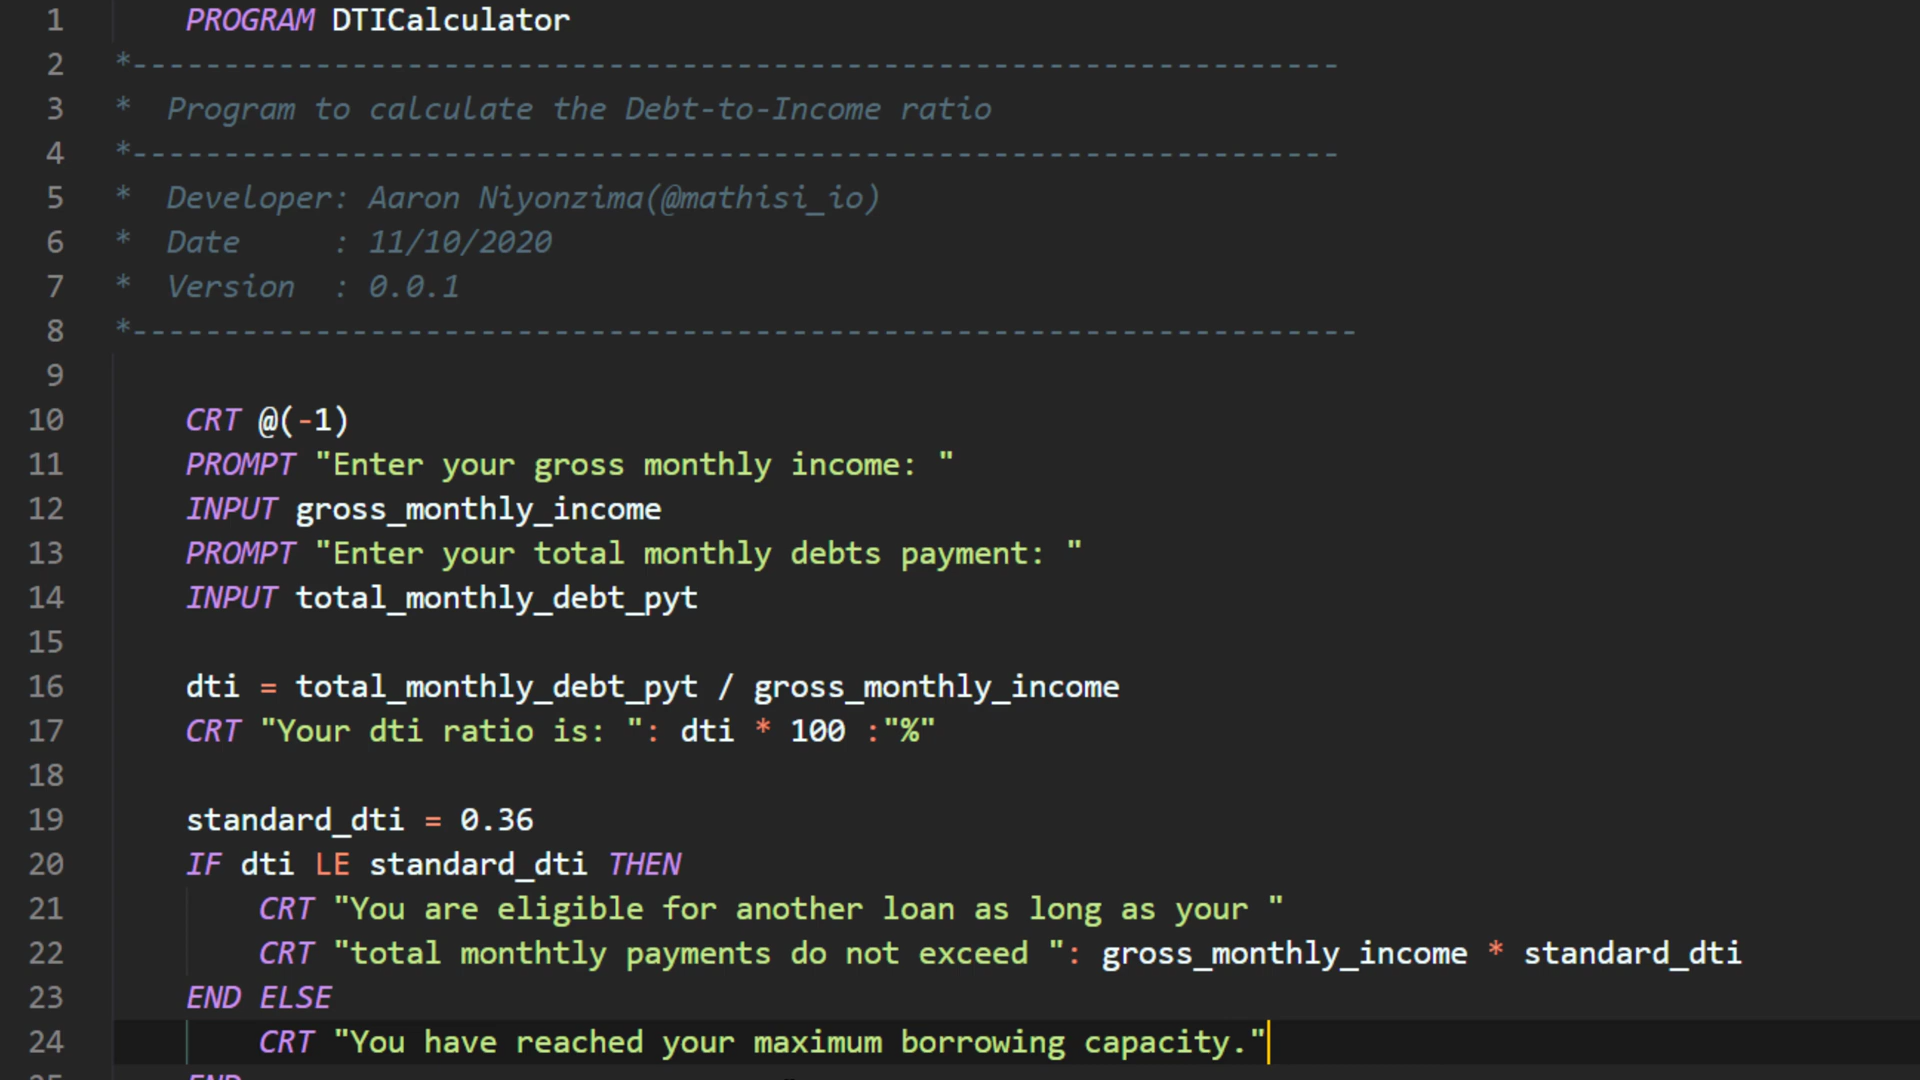 1 PROGRAM DTICalculator
2 *------------------------------------------------------------------
3 * Program to calculate the Debt-to-Income ratio
4 *------------------------------------------------------------------
5 * Developer: Aaron Niyonzima(@mathisi_io)
6 * Date : 11/10/2020
7 * Version : 0.0.1
8 *-------------------------------------------------------------------
9
10 CRT @(-1)
11 PROMPT "Enter your gross monthly income: "
12 INPUT gross_monthly_income
13 PROMPT "Enter your total monthly debts payment: "
14 INPUT total_monthly_debt_pyt
15
16 dti = total_monthly_debt_pyt / gross_monthly_income
17 CRT "Your dti ratio is: ": dti * 100 :"%"
18
19 standard_dti = 0.36
20 IF dti LE standard_dti THEN
21 CRT "You are eligible for another loan as long as your "
22 CRT "total monthtly payments do not exceed ": gross_monthly_income * standard_dti
23 END ELSE
24 CRT "You have reached your maximum borrowing capacity."
25 END